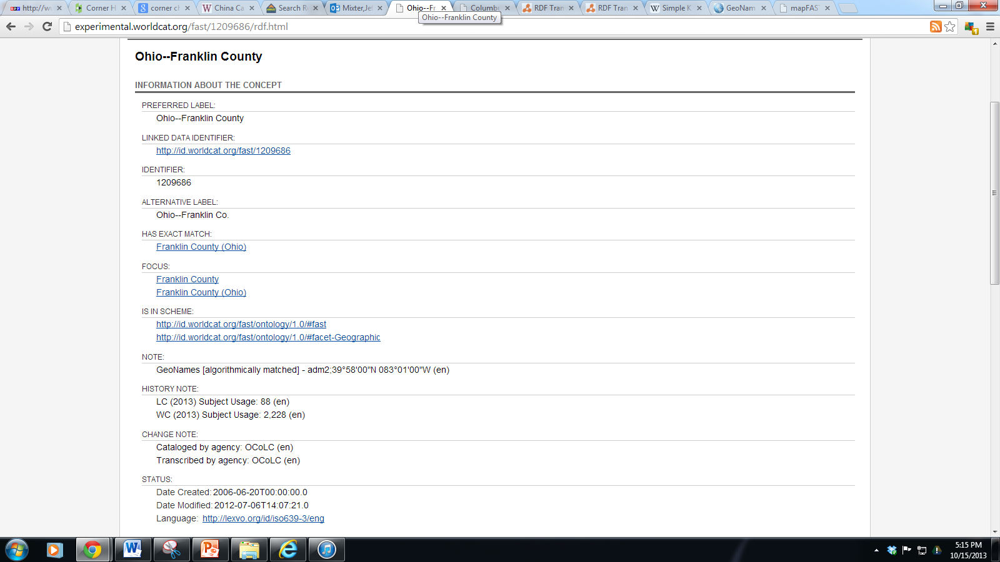 http://w
Corner H
corner ch
China Ca
Search R
Mixter,Je
Ohio--Fr
Columbu
RDF Tran
RDF Tran
Simple K
GeoNam
mapFAS
Ohio--Franklin County
experimental.worldcat.org/fast/1209686/rdf.html
Ohio--Franklin County
INFORMATION ABOUT THE CONCEPT
PREFERRED LABEL:
Ohio--Franklin County
LINKED DATA IDENTIFIER:
http://id.worldcat.org/fast/1209686
IDENTIFIER:
1209686
ALTERNATIVE LABEL:
Ohio--Franklin Co.
HAS EXACT MATCH:
Franklin County (Ohio)
FOCUS:
Franklin County
Franklin County (Ohio)
IS IN SCHEME:
http://id.worldcat.org/fast/ontology/1.0/#fast
http://id.worldcat.org/fast/ontology/1.0/#facet-Geographic
NOTE:
GeoNames [algorithmically matched] - adm2;39°58'00"N 083°01'00"W (en)
HISTORY NOTE:
LC (2013) Subject Usage: 88 (en)
WC (2013) Subject Usage: 2,228 (en)
CHANGE NOTE:
Cataloged by agency: OCoLC (en)
Transcribed by agency: OCoLC (en)
STATUS:
Date Created: 2006-06-20T00:00:00.0
Date Modified: 2012-07-06T14:07:21.0
Language: http://lexvo.org/id/iso639-3/eng
5:15 PM
10/15/2013